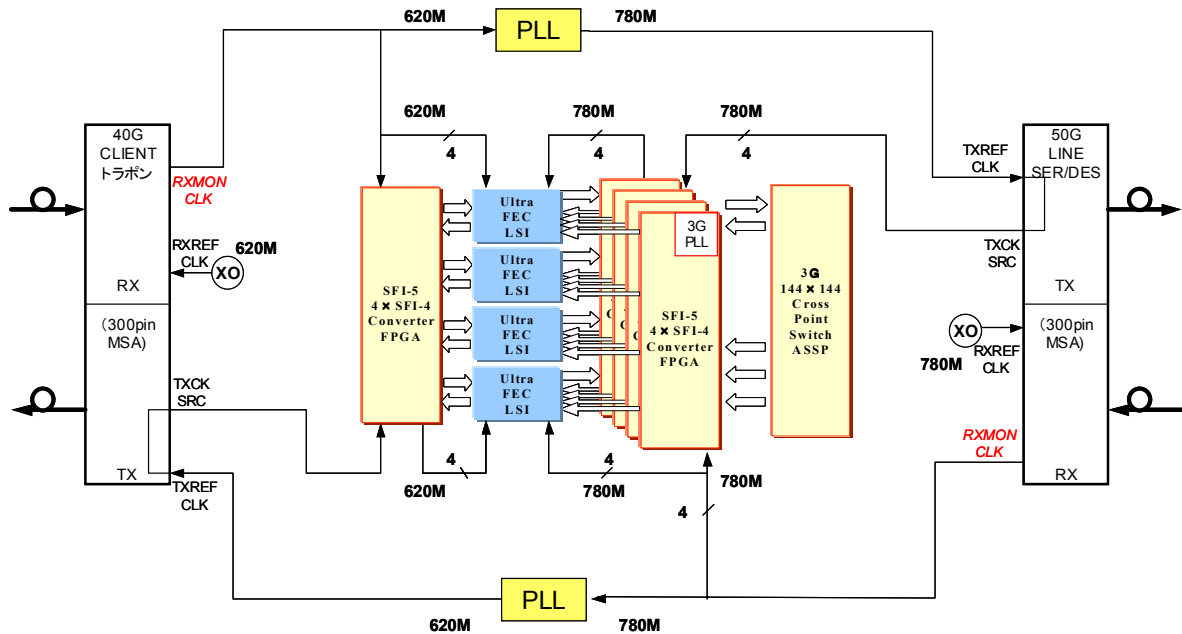 620M
PLL
780M
620M
4
780M
4
780M
4
40G
CLIENT
トラポン
RXMON
CLK
RXREF
CLK
620M
XO
RX
(300pin
MSA)
TXCK
SRC
TX
TXREF
CLK
SFI-5
4×SFI-4
Converter
FPGA
Ultra
FEC
LSI
Ultra
FEC
LSI
Ultra
FEC
LSI
Ultra
FEC
LSI
3G
PLL
SFI-5
4×SFI-4
Converter
FPGA
3G
144×144
Cross
Point
Switch
ASSP
TXREF
CLK
50G
LINE
SER/DES
TXCK
SRC
TX
XO
780M
RXREF
CLK
(300pin
MSA)
RXMON
CLK
RX
4
620M
4
780M
780M
4
620M
PLL
780M